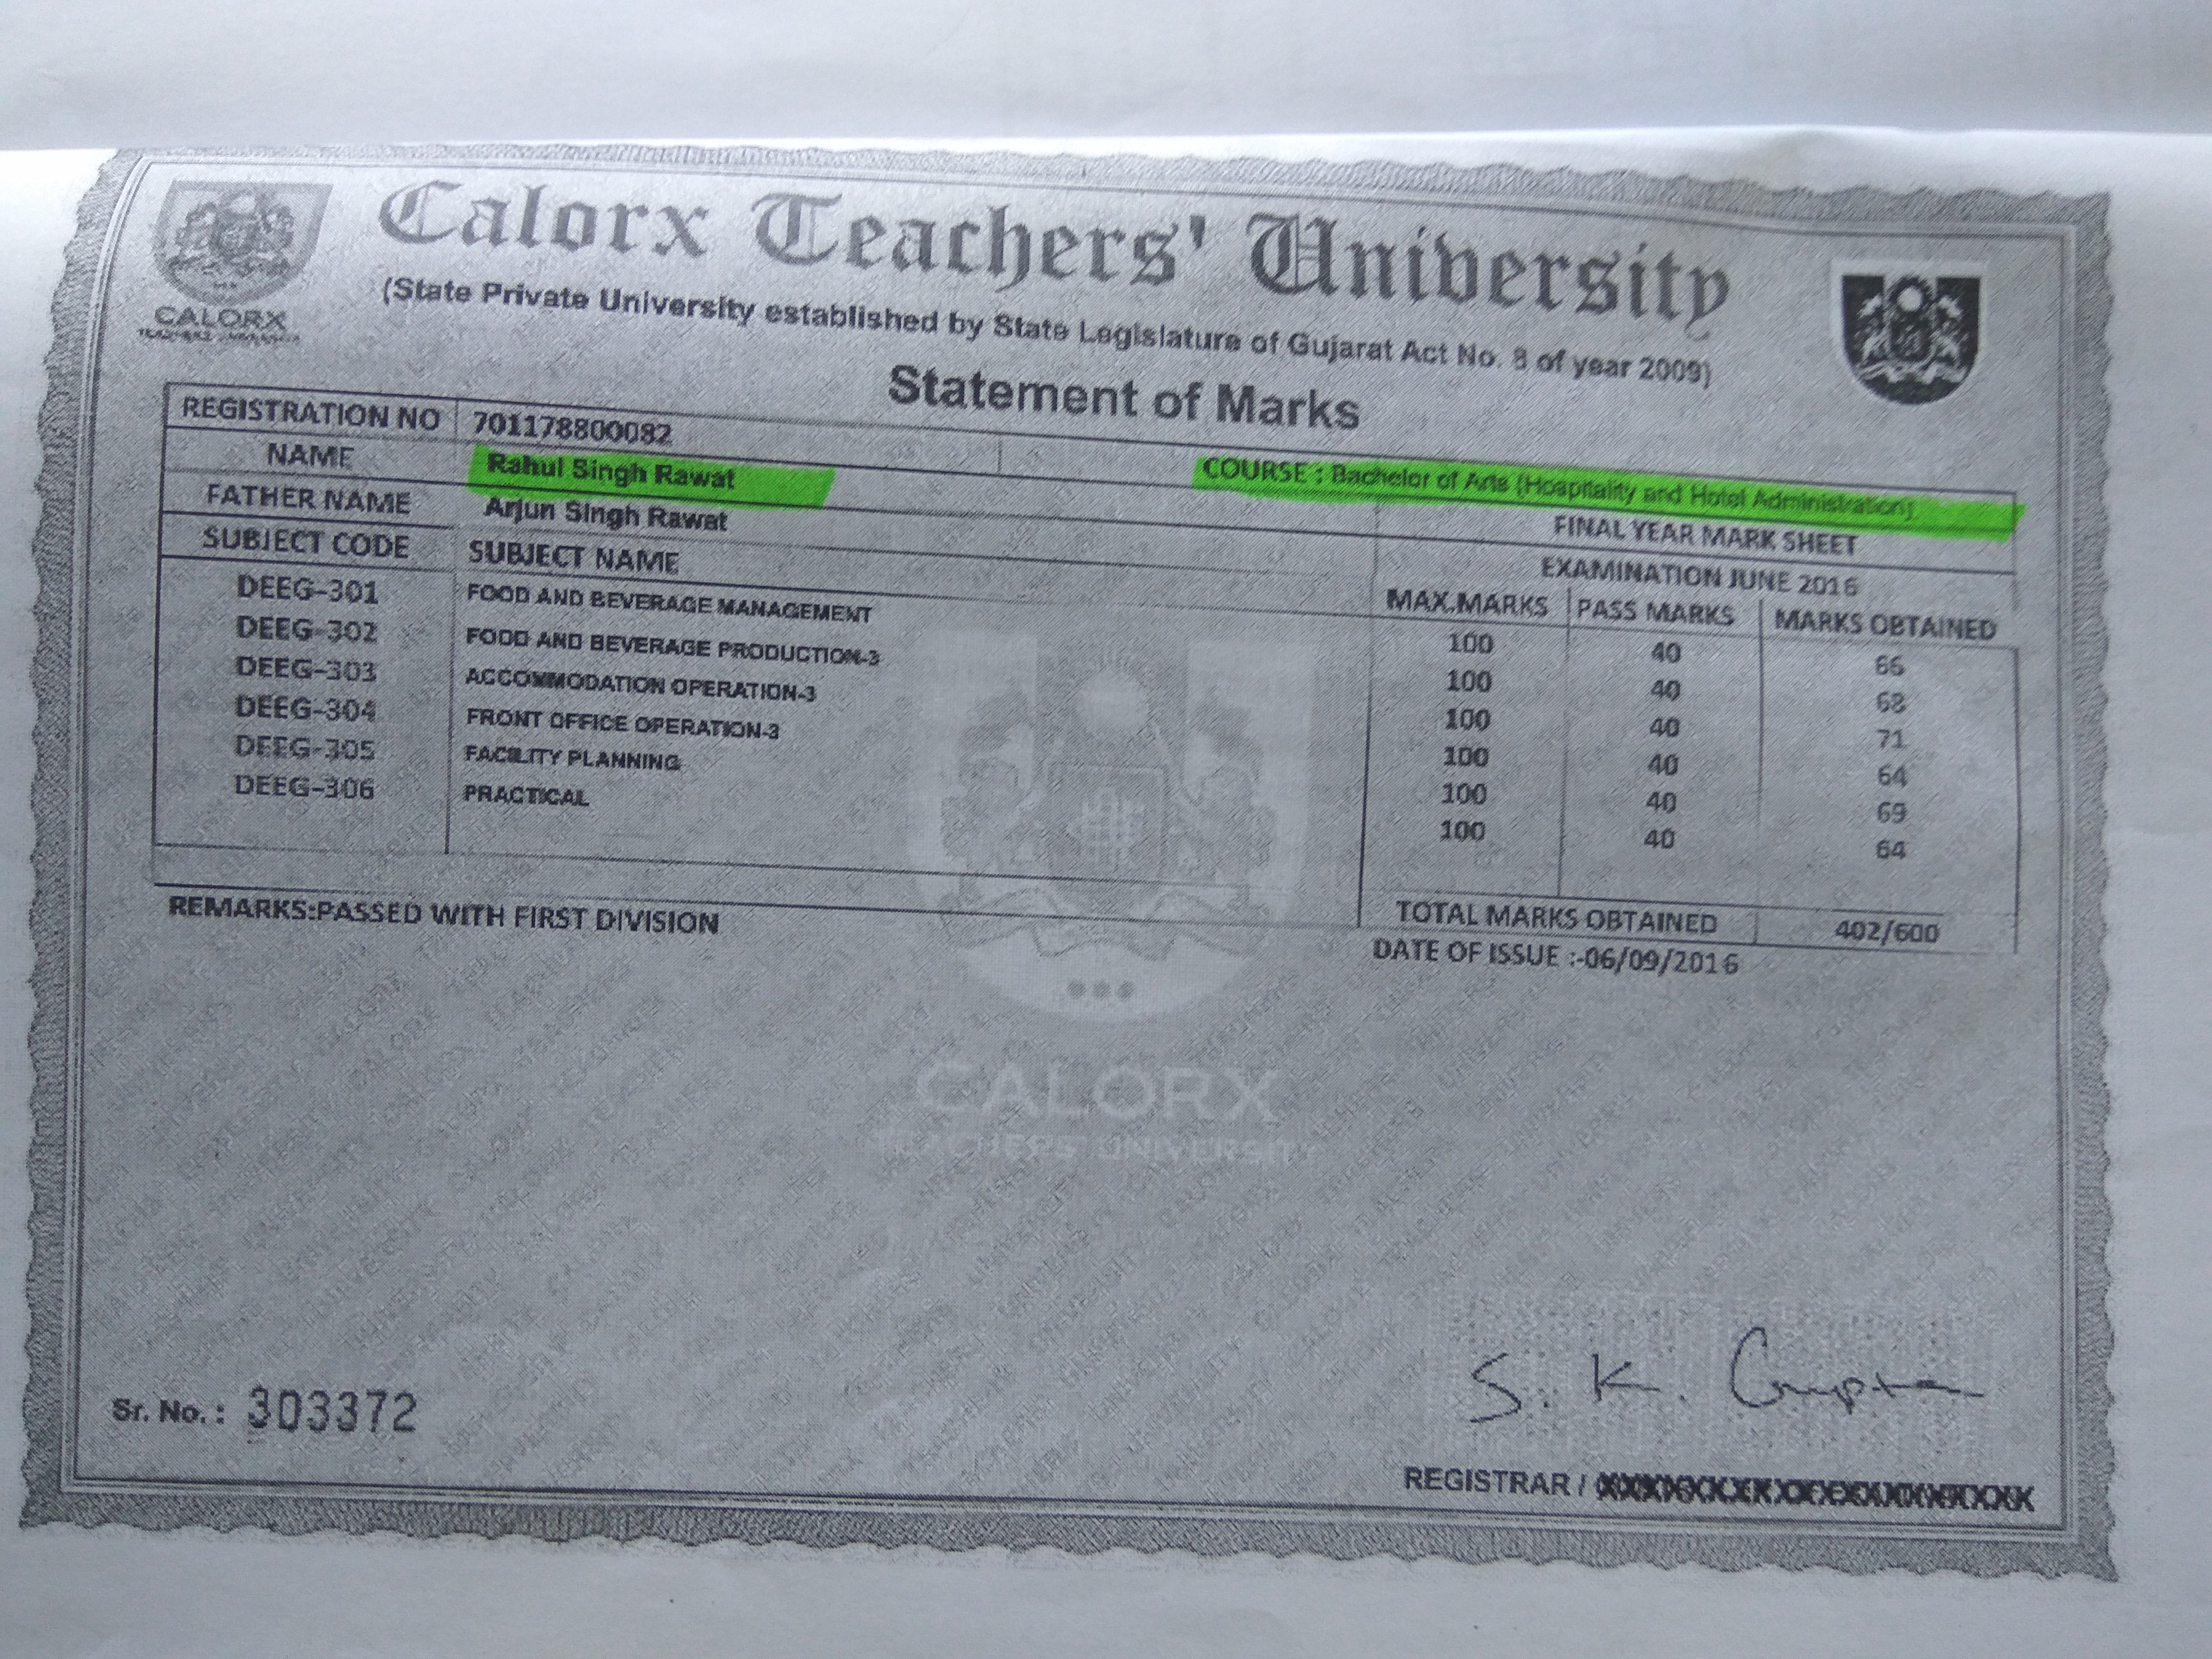 Calorx Teachers' University
(State Private University established by State Legislature of Gujarat Act No. 8 of year 2009)
CALORX
TEACHERS' UNIVERSITY
Statement of Marks
REGISTRATION NO 701178800082
NAME Rahul Singh Rawat COURSE : Bachelor of Arts (Hospitality and Hotel Administration)
FATHER NAME Arjun Singh Rawat FINAL YEAR MARK SHEET
EXAMINATION JUNE 2016
SUBJECT CODE SUBJECT NAME MAX.MARKS PASS MARKS MARKS OBTAINED
DEEG-301 FOOD AND BEVERAGE MANAGEMENT 100 40 66
DEEG-302 FOOD AND BEVERAGE PRODUCTION-3 100 40 68
DEEG-303 ACCOMMODATION OPERATION-3 100 40 71
DEEG-304 FRONT OFFICE OPERATION-3 100 40 64
DEEG-305 FACILITY PLANNING 100 40 69
DEEG-306 PRACTICAL 100 40 64
TOTAL MARKS OBTAINED 402/600
REMARKS:PASSED WITH FIRST DIVISION
DATE OF ISSUE :-06/09/2016
CALORX
TEACHERS' UNIVERSITY
S. K. Gupta
Sr. No. : 303372
REGISTRAR /